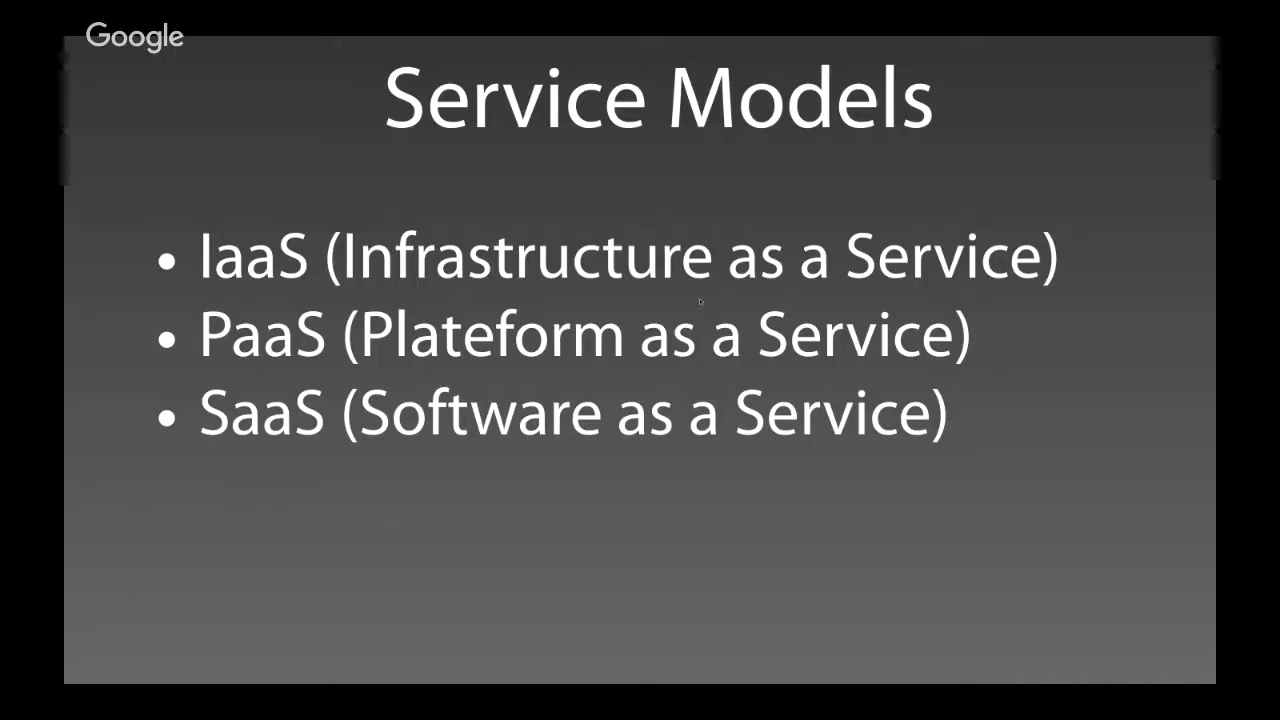 Google
Service Models
• IaaS (Infrastructure as a Service)
• PaaS (Plateform as a Service)
• SaaS (Software as a Service)